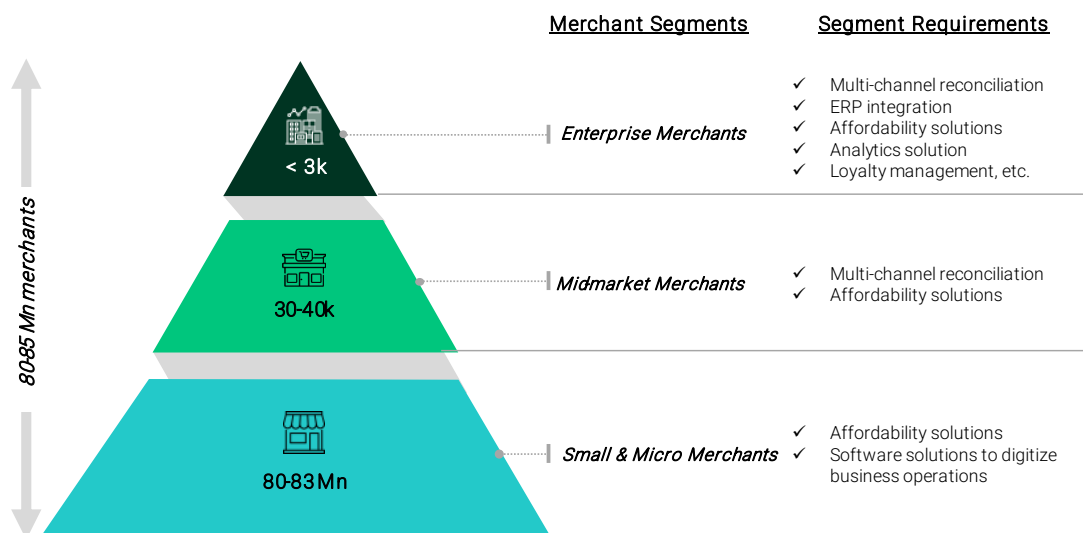 Merchant Segments
Segment Requirements
80-85 Mn merchants
< 3k
Enterprise Merchants
Multi-channel reconciliation
ERP integration
Affordability solutions
Analytics solution
Loyalty management, etc.
30-40k
Midmarket Merchants
Multi-channel reconciliation
Affordability solutions
80-83 Mn
Small & Micro Merchants
Affordability solutions
Software solutions to digitize
business operations